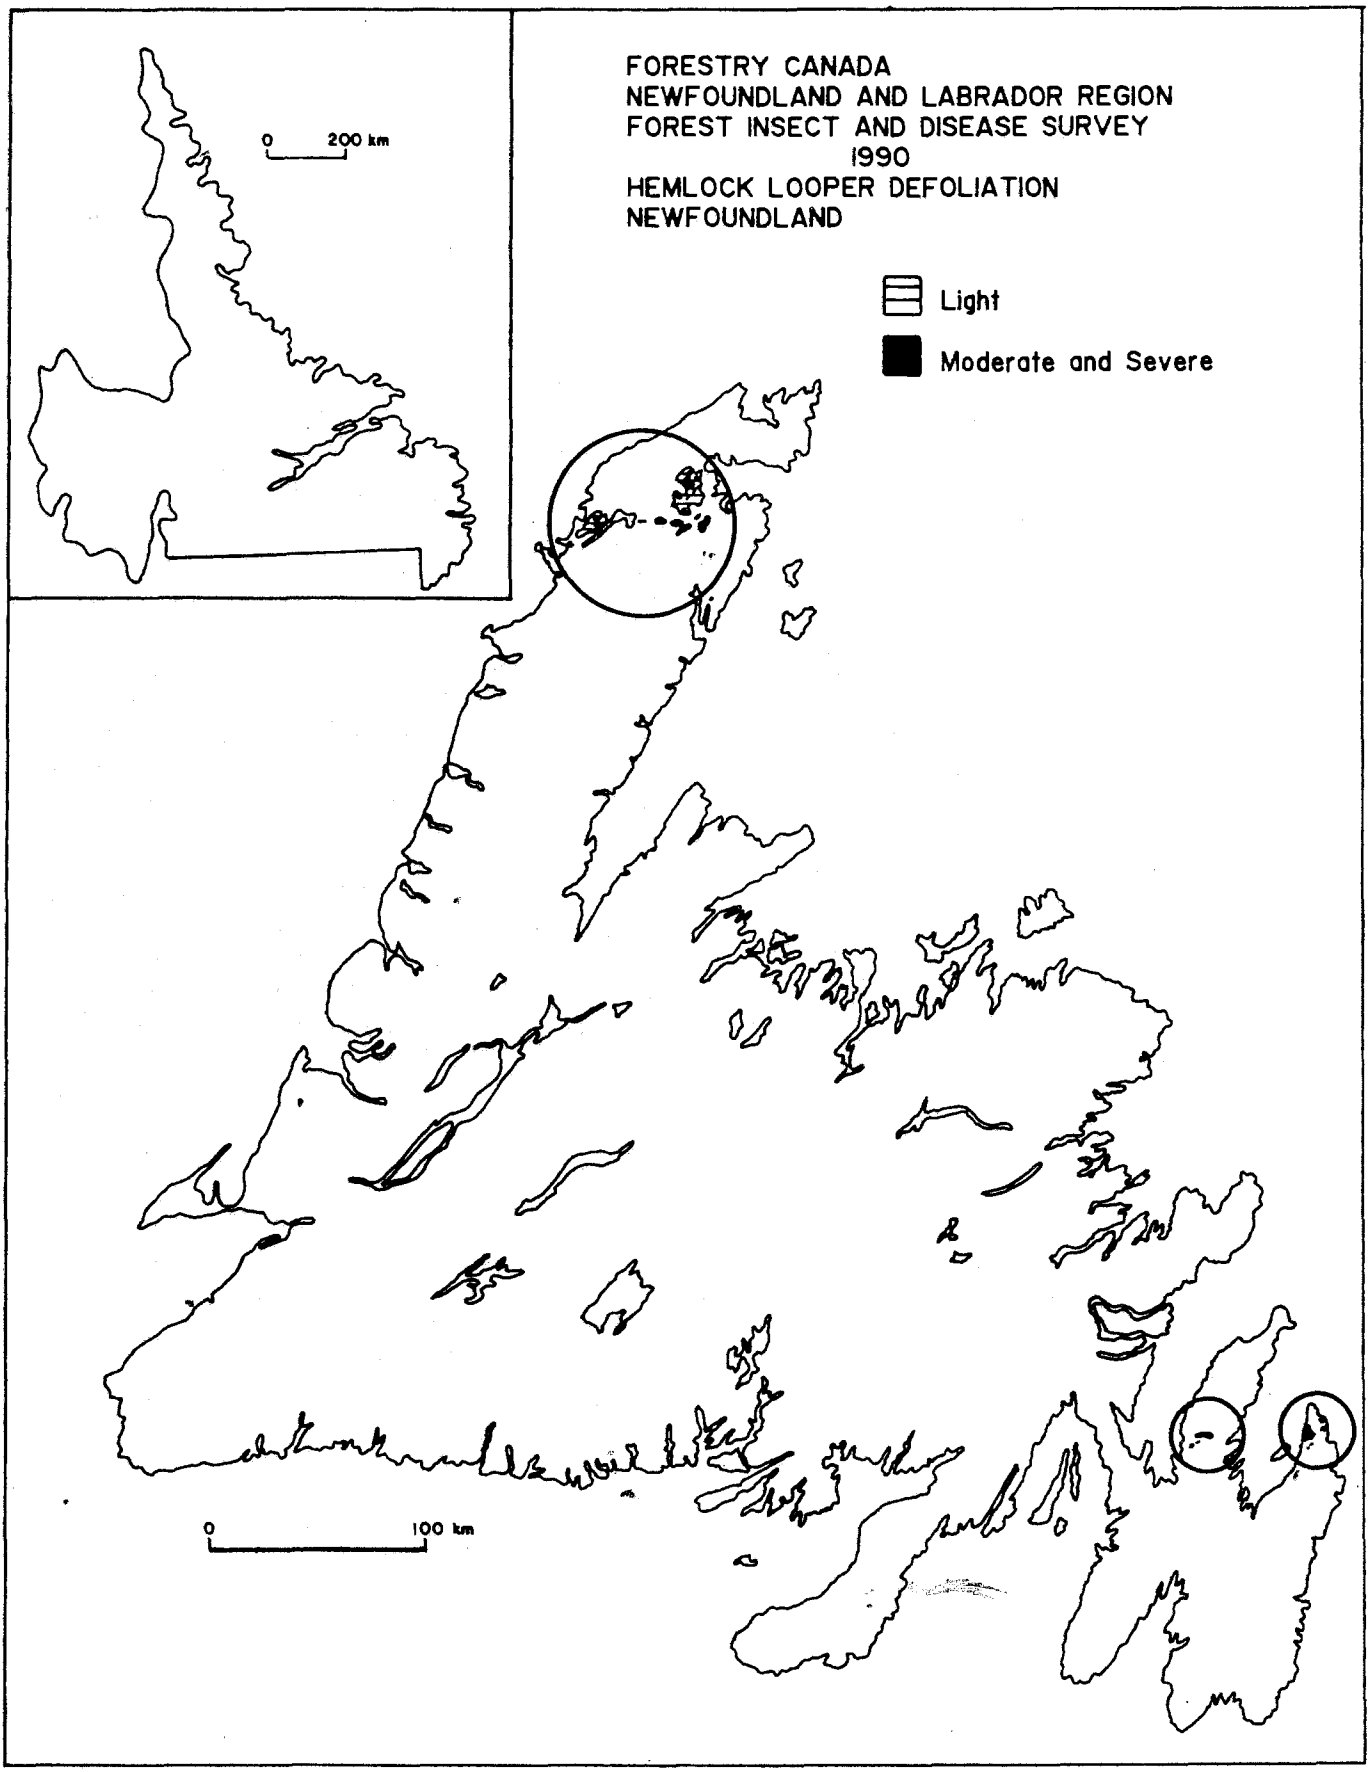 FORESTRY CANADA
NEWFOUNDLAND AND LABRADOR REGION
FOREST INSECT AND DISEASE SURVEY
1990
HEMLOCK LOOPER DEFOLIATION
NEWFOUNDLAND
0 200 km
Light
Moderate and Severe
0 100 km